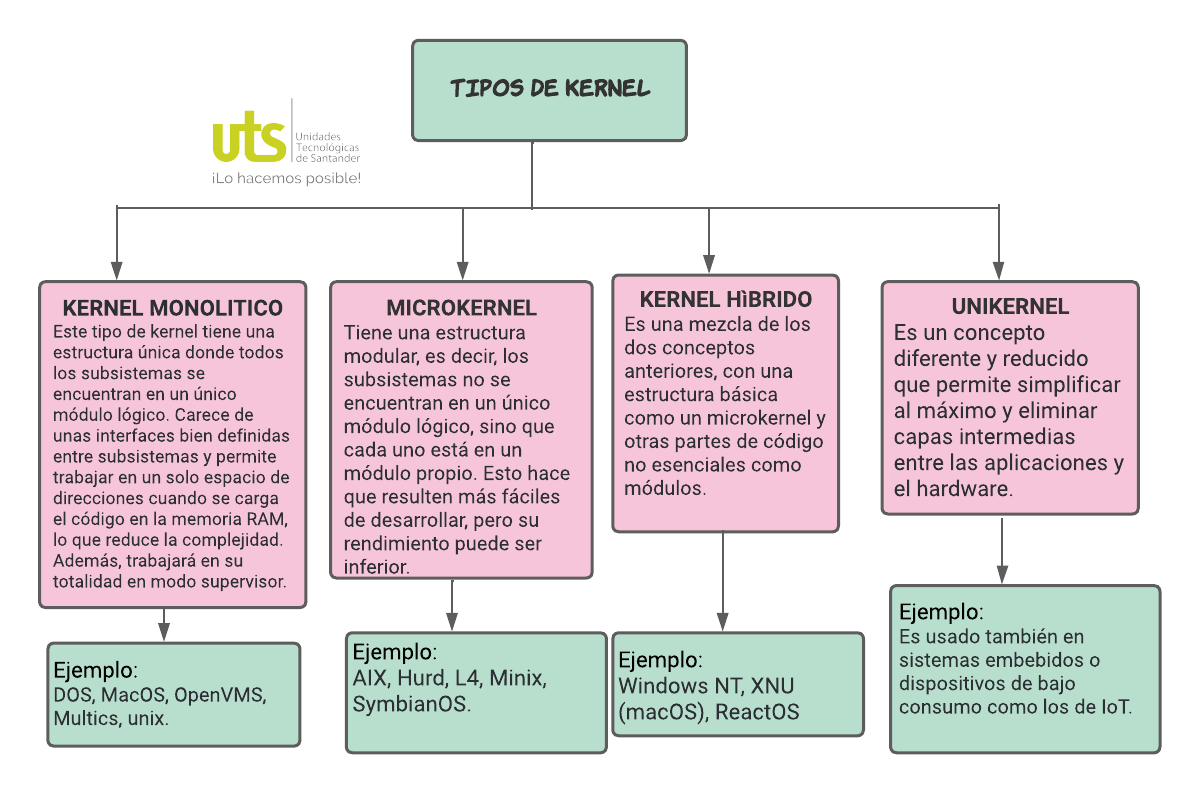 TIPOS DE KERNEL
uts
Unidades
Tecnológicas
de Santander
¡Lo hacemos posible!
KERNEL MONOLITICO
Este tipo de kernel tiene una
estructura única donde todos
los subsistemas se
encuentran en un único
módulo lógico. Carece de
unas interfaces bien definidas
entre subsistemas y permite
trabajar en un solo espacio de
direcciones cuando se carga
el código en la memoria RAM,
lo que reduce la complejidad.
Además, trabajará en su
totalidad en modo supervisor.
MICROKERNEL
Tiene una estructura
modular, es decir, los
subsistemas no se
encuentran en un único
módulo lógico, sino que
cada uno está en un
módulo propio. Esto hace
que resulten más fáciles
de desarrollar, pero su
rendimiento puede ser
inferior.
KERNEL HìBRIDO
Es una mezcla de los
dos conceptos
anteriores, con una
estructura básica
como un microkernel y
otras partes de código
no esenciales como
módulos.
UNIKERNEL
Es un concepto
diferente y reducido
que permite simplificar
al máximo y eliminar
capas intermedias
entre las aplicaciones y
el hardware.
Ejemplo:
DOS, MacOS, OpenVMS,
Multics, unix.
Ejemplo:
AIX, Hurd, L4, Minix,
SymbianOS.
Ejemplo:
Windows NT, XNU
(macOS), ReactOS
Ejemplo:
Es usado también en
sistemas embebidos o
dispositivos de bajo
consumo como los de IoT.